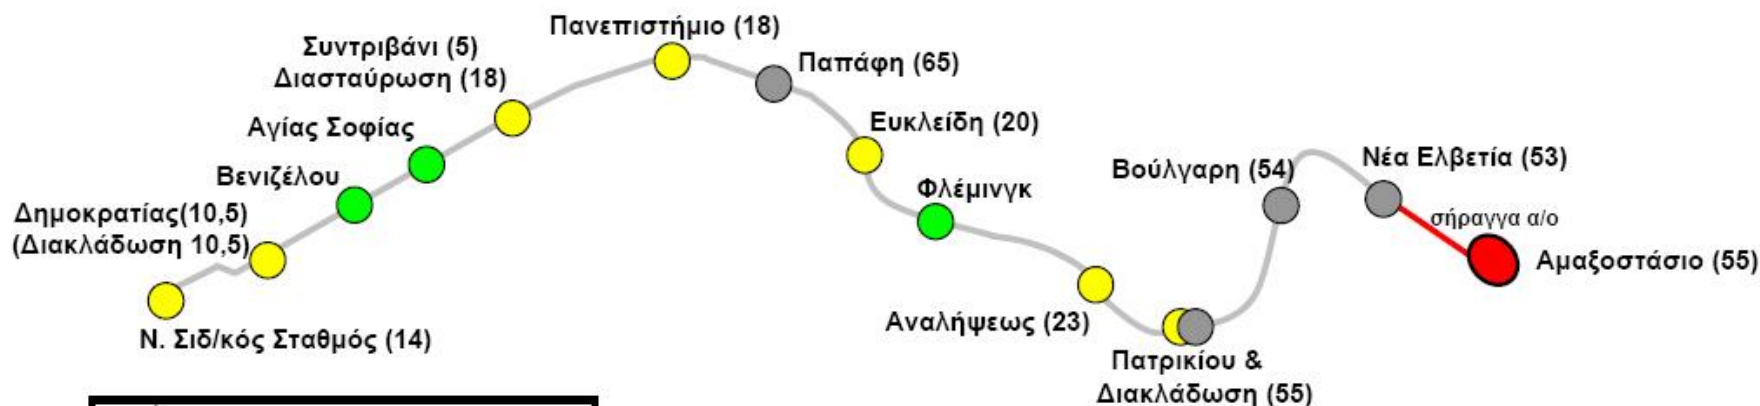 Πανεπιστήμιο (18)
Συντριβάνι (5)
Διασταύρωση (18)
Παπάφη (65)
Αγίας Σοφίας
Ευκλείδη (20)
Βενιζέλου
Φλέμινγκ
Βούλγαρη (54)
Νέα Ελβετία (53)
Δημοκρατίας(10,5)
(Διακλάδωση 10,5)
σήραγγα α/ο
Αμαξοστάσιο (55)
Ν. Σιδ/κός Σταθμός (14)
Αναλήψεως (23)
Πατρικίου &
Διακλάδωση (55)